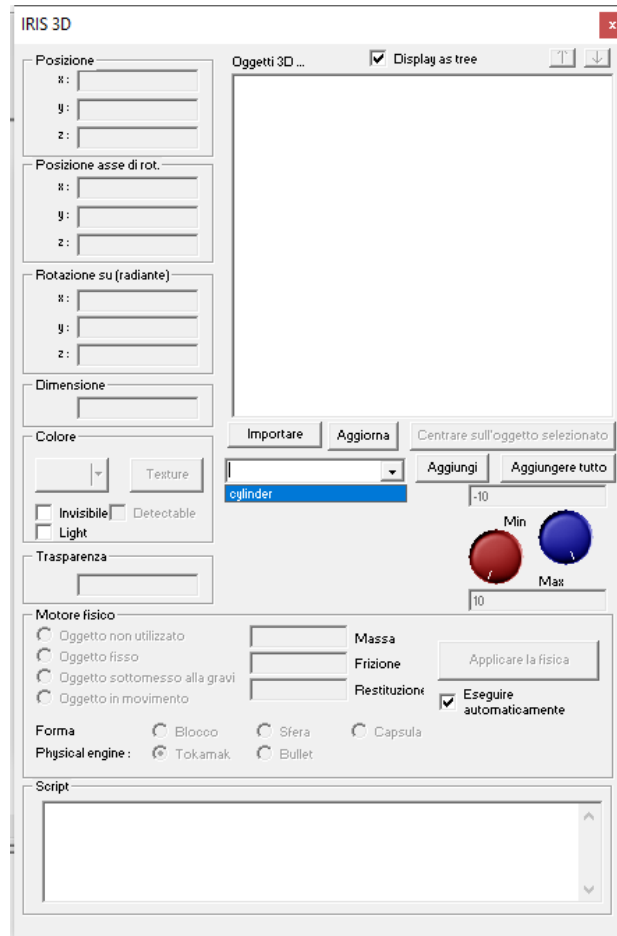 IRIS 3D
x
Posizione
x :
y :
z :
Posizione asse di rot.
x :
y :
z :
Rotazione su (radiante)
x :
y :
z :
Dimensione
Colore
Texture
Invisibile
Detectable
Light
Trasparenza
Oggetti 3D ...
Display as tree
Importare
Aggiorna
Centrare sull'oggetto selezionato
Aggiungi
Aggiungere tutto
cylinder
-10
Min
Max
10
Motore fisico
Oggetto non utilizzato
Oggetto fisso
Oggetto sottomesso alla gravi
Oggetto in movimento
Massa
Frizione
Restituzione
Applicare la fisica
Eseguire
automaticamente
Forma
Blocco
Sfera
Capsula
Physical engine :
Tokamak
Bullet
Script